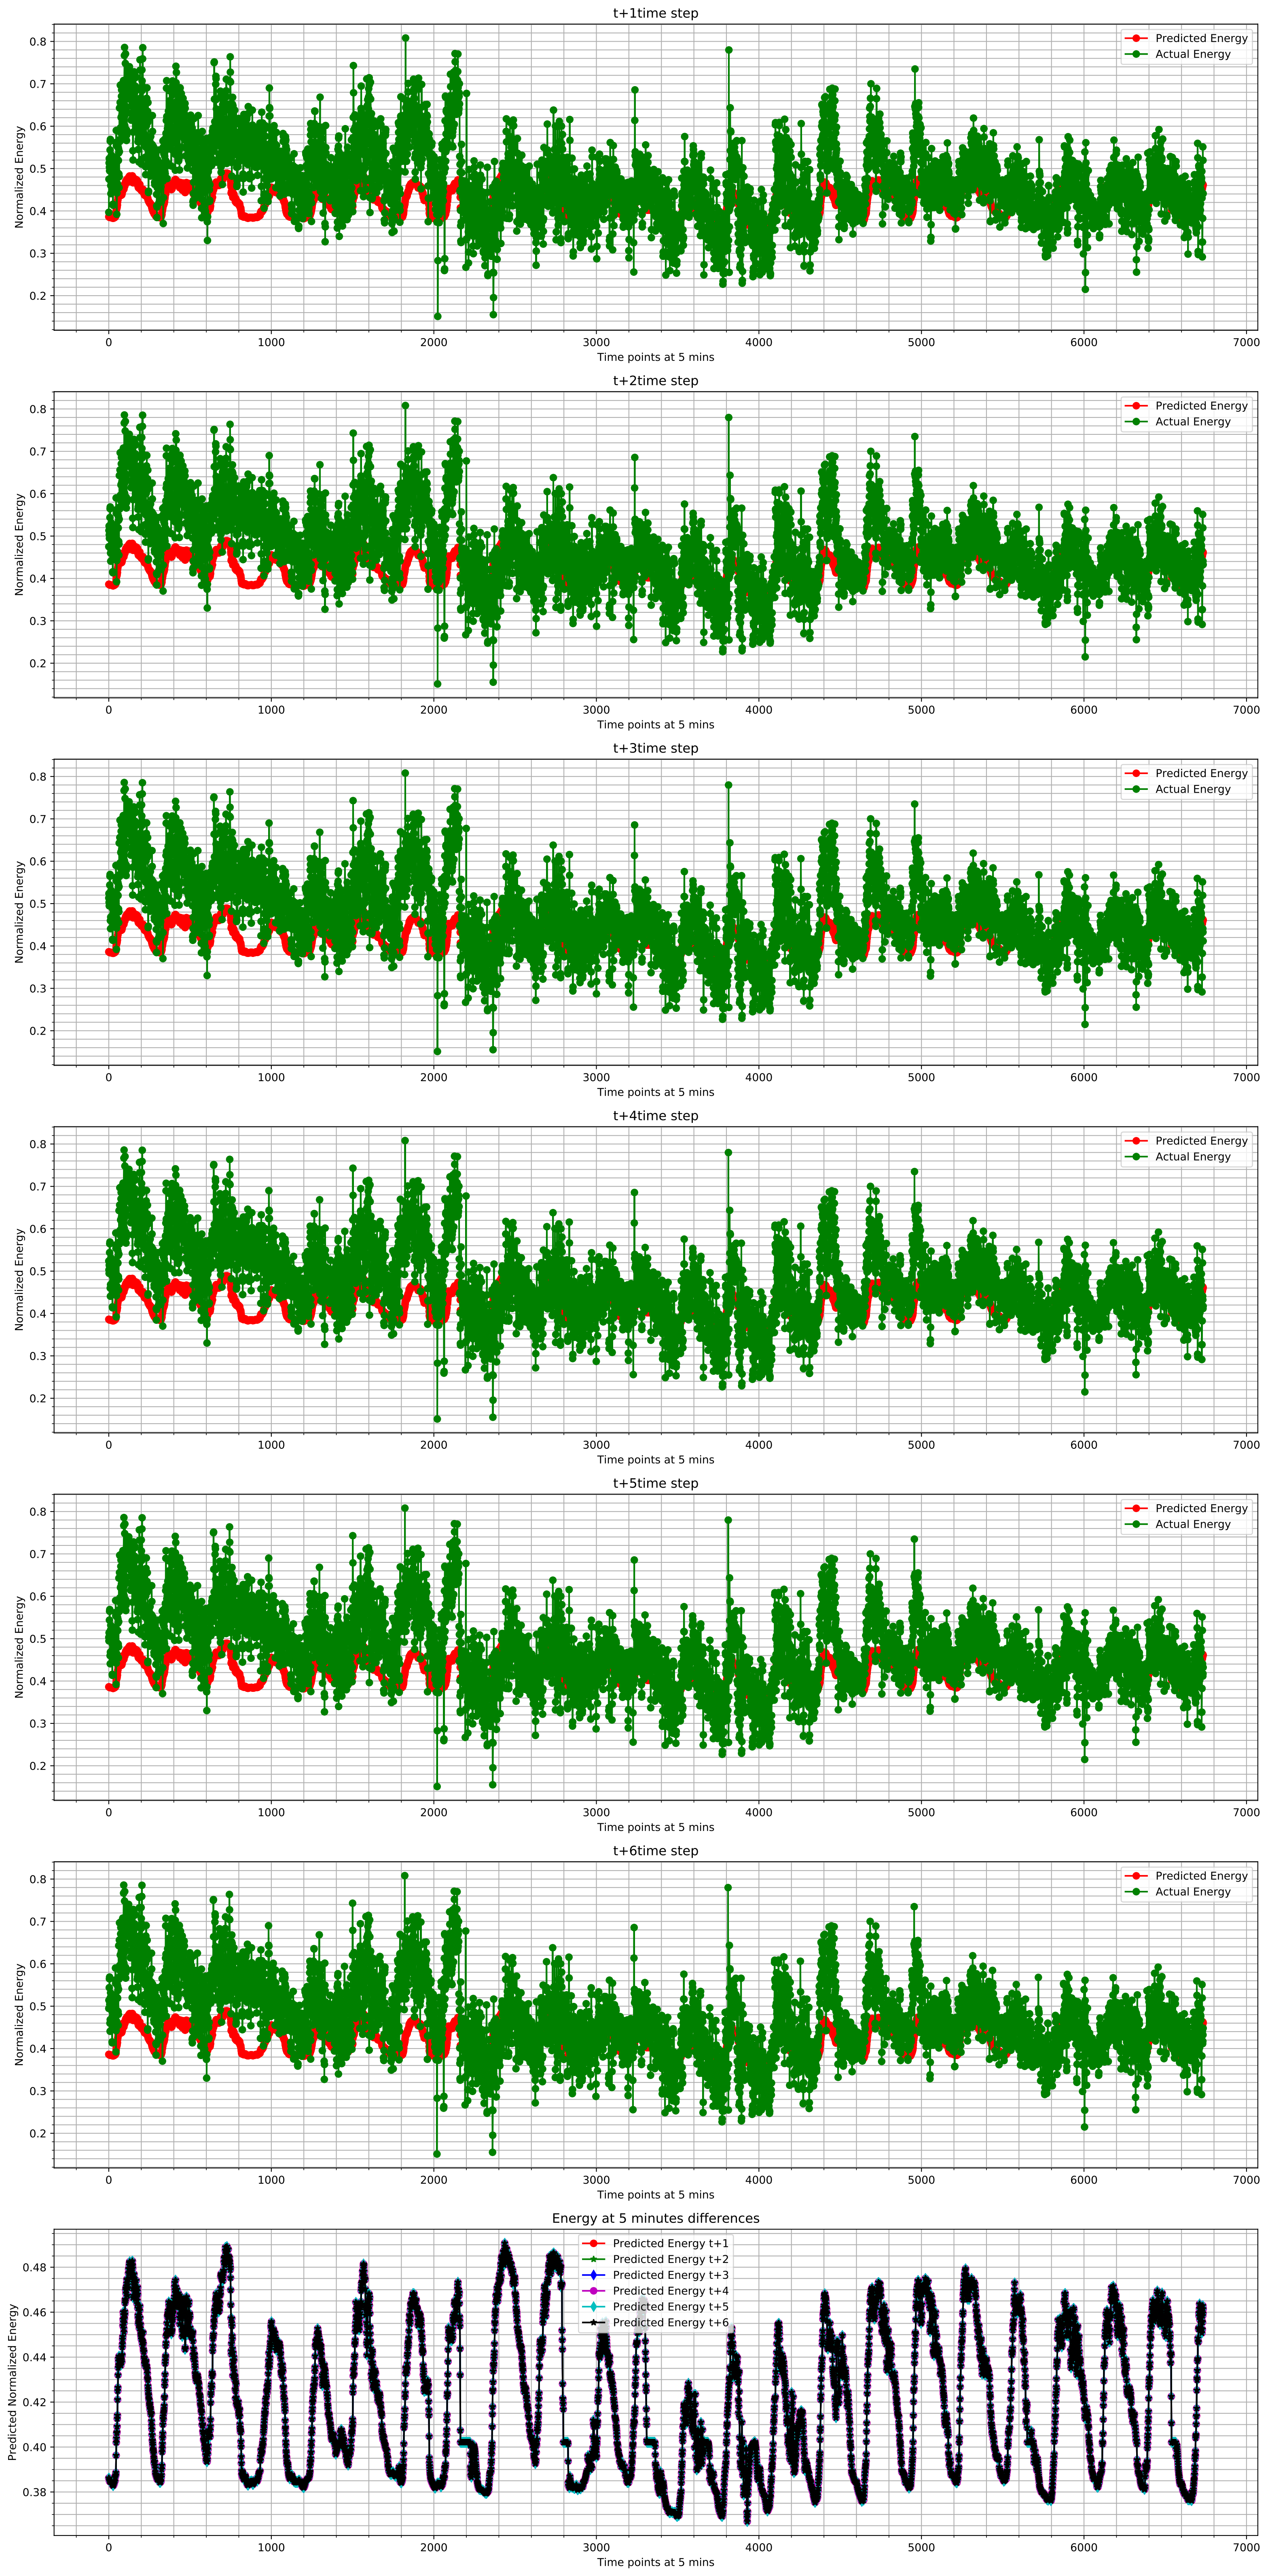 t+1time step
Predicted Energy
Actual Energy
Normalized Energy
0.8
0.7
0.6
0.5
0.4
0.3
0.2
0 1000 2000 3000 4000 5000 6000 7000
Time points at 5 mins
t+2time step
Predicted Energy
Actual Energy
Normalized Energy
0.8
0.7
0.6
0.5
0.4
0.3
0.2
0 1000 2000 3000 4000 5000 6000 7000
Time points at 5 mins
t+3time step
Predicted Energy
Actual Energy
Normalized Energy
0.8
0.7
0.6
0.5
0.4
0.3
0.2
0 1000 2000 3000 4000 5000 6000 7000
Time points at 5 mins
t+4time step
Predicted Energy
Actual Energy
Normalized Energy
0.8
0.7
0.6
0.5
0.4
0.3
0.2
0 1000 2000 3000 4000 5000 6000 7000
Time points at 5 mins
t+5time step
Predicted Energy
Actual Energy
Normalized Energy
0.8
0.7
0.6
0.5
0.4
0.3
0.2
0 1000 2000 3000 4000 5000 6000 7000
Time points at 5 mins
t+6time step
Predicted Energy
Actual Energy
Normalized Energy
0.8
0.7
0.6
0.5
0.4
0.3
0.2
0 1000 2000 3000 4000 5000 6000 7000
Time points at 5 mins
Energy at 5 minutes differences
Predicted Energy t+1
Predicted Energy t+2
Predicted Energy t+3
Predicted Energy t+4
Predicted Energy t+5
Predicted Energy t+6
Predicted Normalized Energy
0.48
0.46
0.44
0.42
0.40
0.38
0 1000 2000 3000 4000 5000 6000 7000
Time points at 5 mins